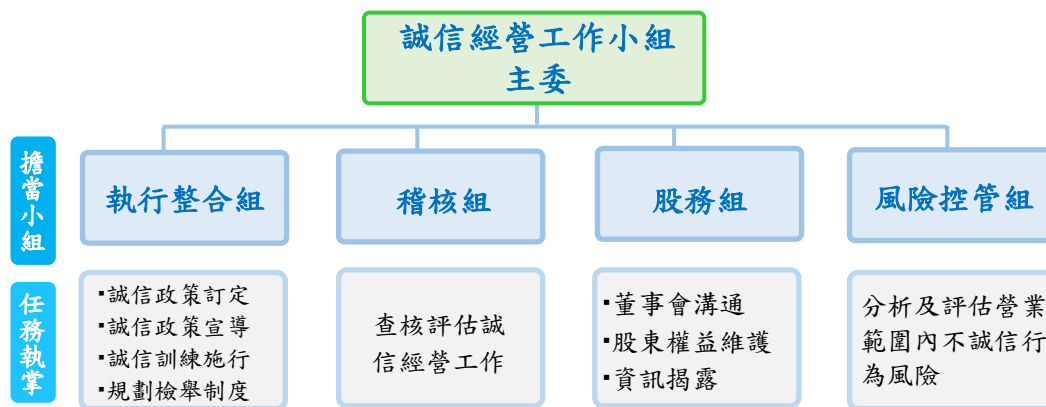 誠信經營工作小組
主委
擔當小組
執行整合組
稽核組
股務組
風險控管組
任務執掌
▪誠信政策訂定
▪誠信政策宣導
▪誠信訓練施行
▪規劃檢舉制度
查核評估誠
信經營工作
▪董事會溝通
▪股東權益維護
▪資訊揭露
分析及評估營業
範圍內不誠信行
為風險